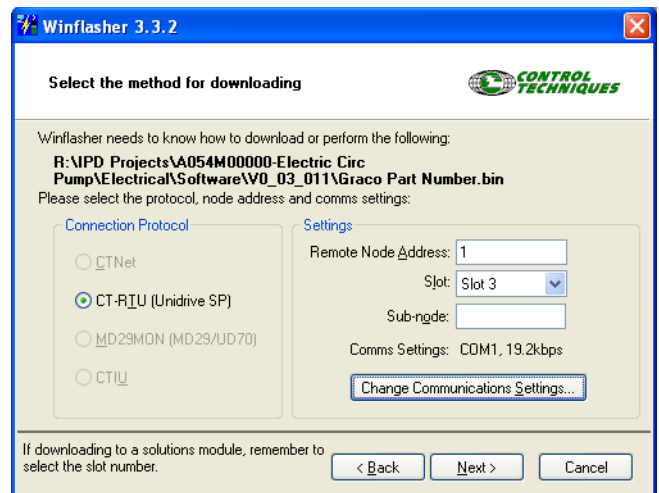 Winflasher 3.3.2
Select the method for downloading
CONTROL
TECHNIQUES
Winflasher needs to know how to download or perform the following:
R:\IPD Projects\A054M00000-Electric Circ
Pump\Electrical\Software\V0_03_011\Graco Part Number.bin
Please select the protocol, node address and comms settings:
Connection Protocol
CTNet
CT-RTU (Unidrive SP)
MD29MON (MD29/UD70)
CTIU
Settings
Remote Node Address: 1
Slot: Slot 3
Sub-node:
Comms Settings: COM1, 19.2kbps
Change Communications Settings...
If downloading to a solutions module, remember to
select the slot number.
< Back
Next >
Cancel